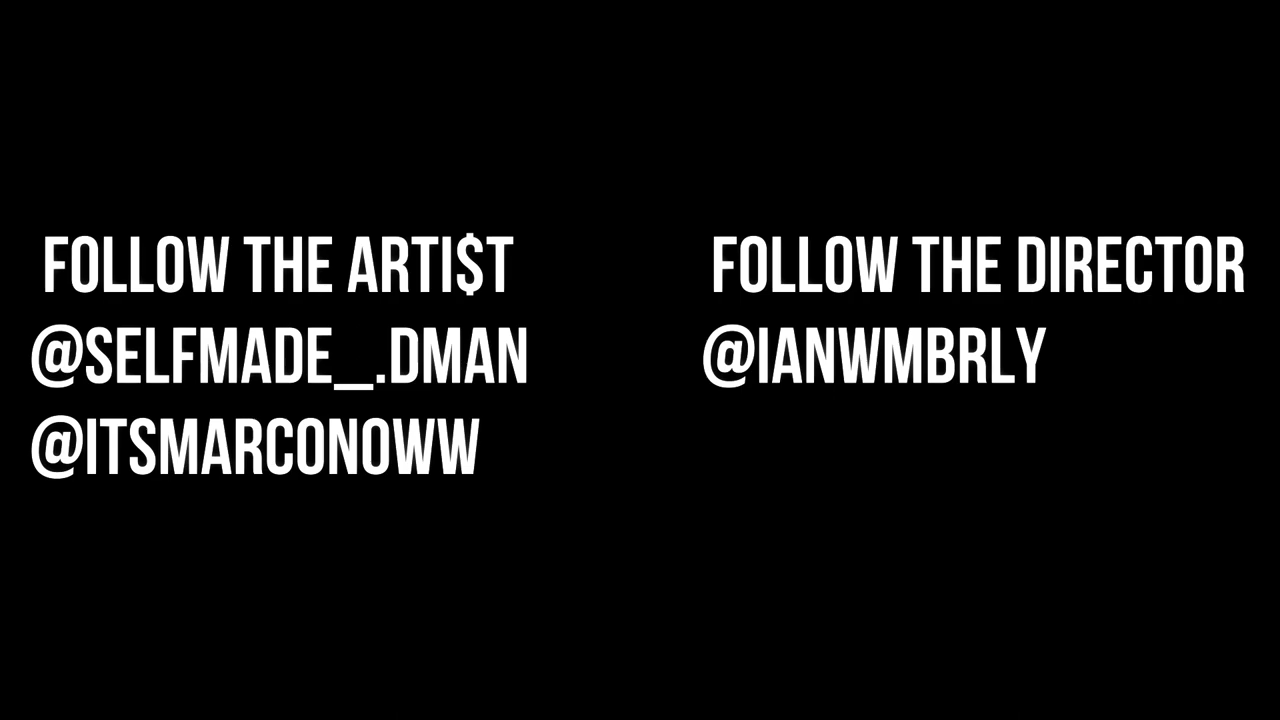 FOLLOW THE ARTI$T
@SELFMADE_.DMAN
@ITSMARCONOWW
FOLLOW THE DIRECTOR
@IANWMBRLY